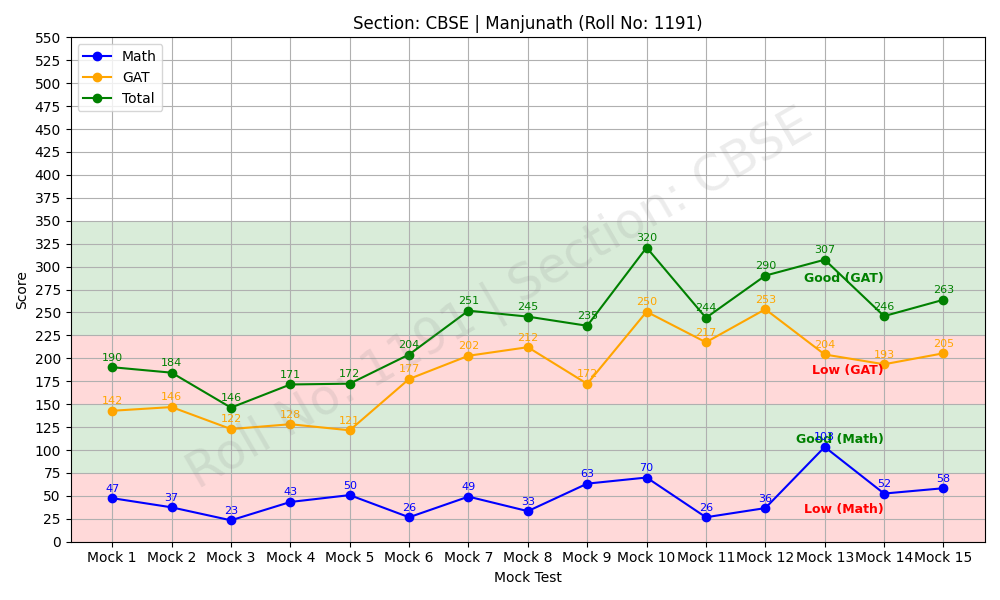 Section: CBSE | Manjunath (Roll No: 1191)
Math
GAT
Total
Score
550
525
500
475
450
425
400
375
350
325
300
275
250
225
200
175
150
125
100
75
50
25
0
190 184 146 171 172 204 251 245 235 320 244 290 307 246 263
142 146 122 128 121 177 202 212 172 250 217 253 204 193 205
47 37 23 43 50 26 49 33 63 70 26 36 103 52 58
Good (GAT)
Low (GAT)
Good (Math)
Low (Math)
Roll No: 1191 | Section: CBSE
Mock 1 Mock 2 Mock 3 Mock 4 Mock 5 Mock 6 Mock 7 Mock 8 Mock 9 Mock 10 Mock 11 Mock 12 Mock 13 Mock 14 Mock 15
Mock Test